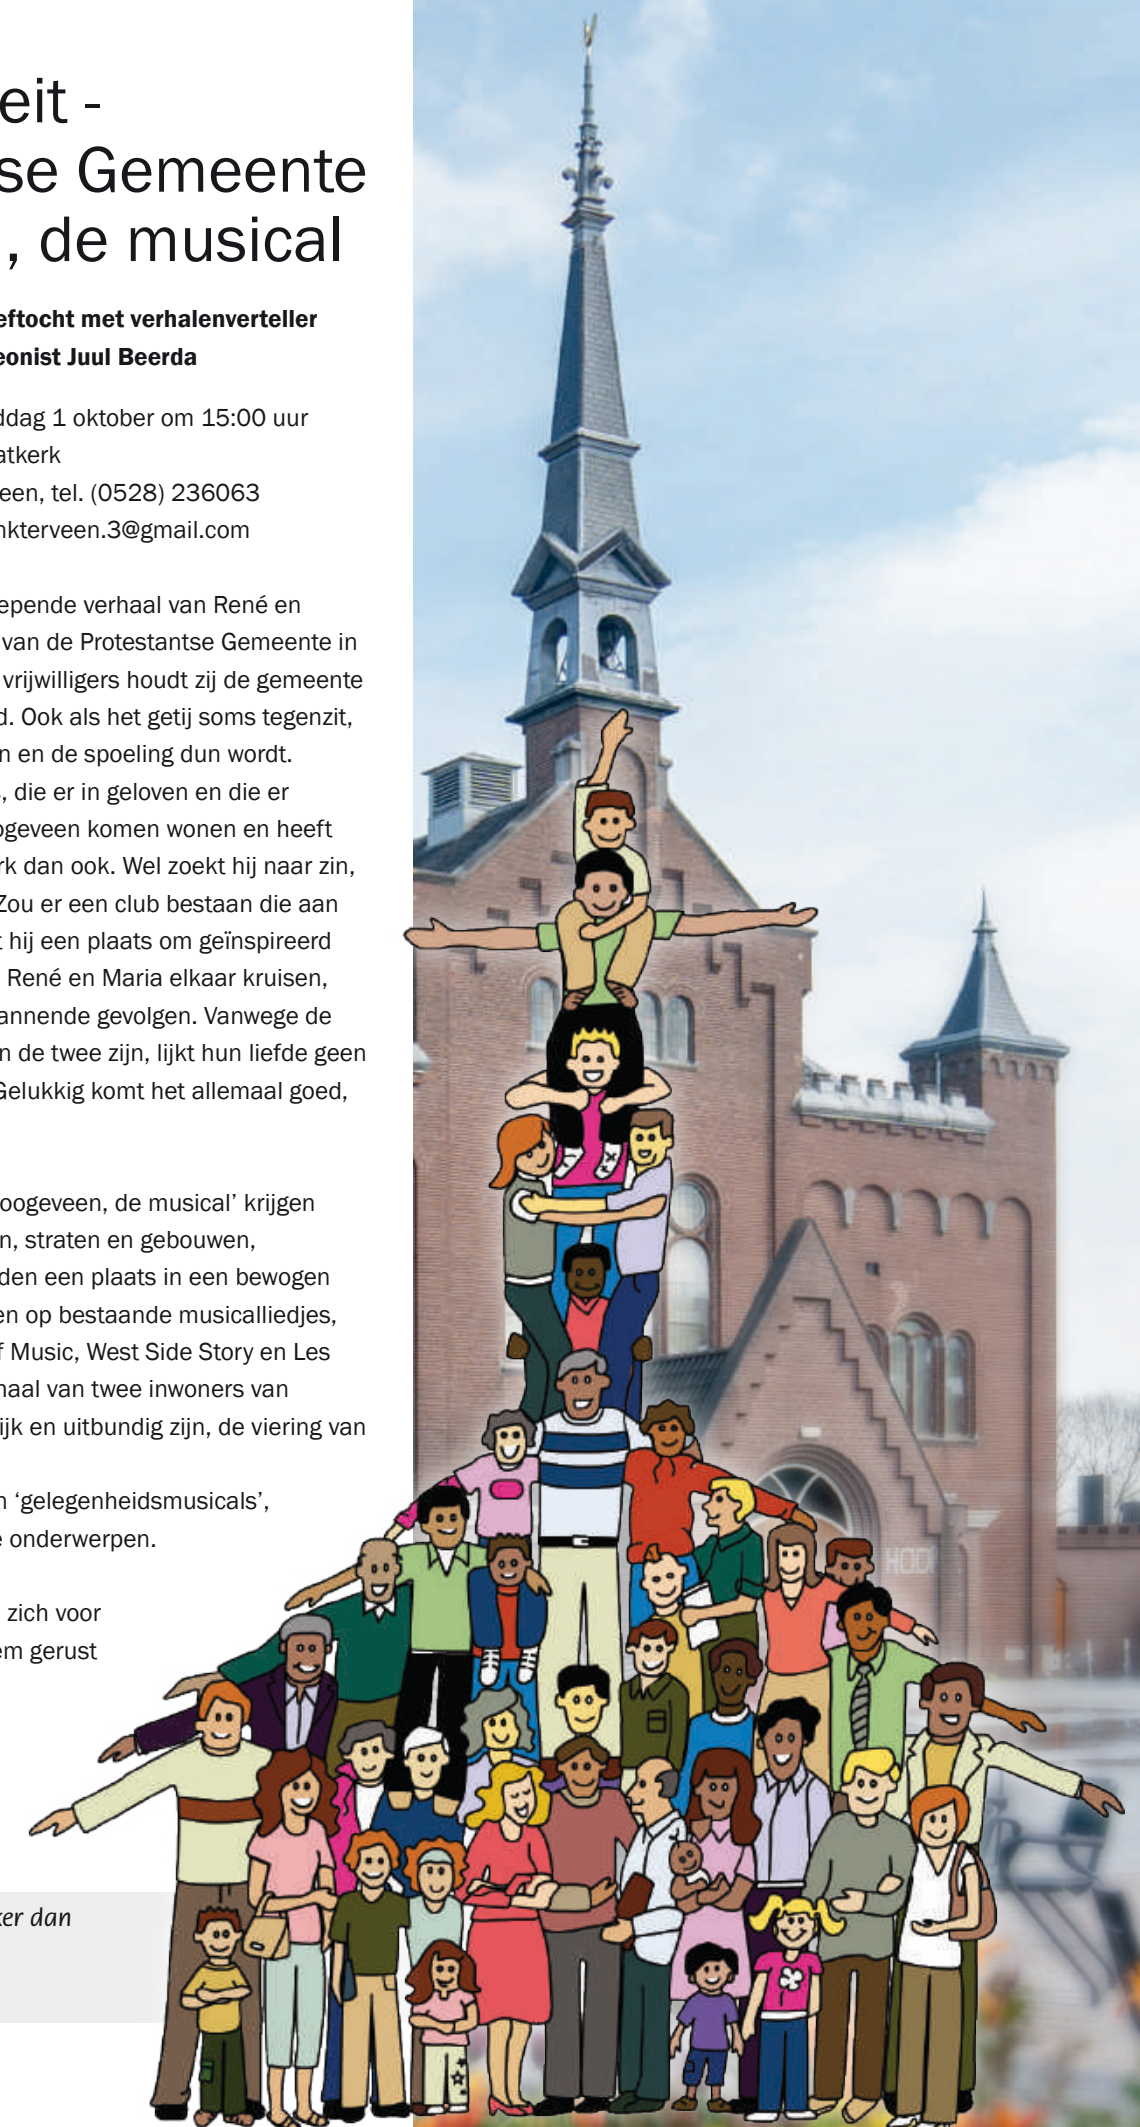 eit -
se Gemeente
, de musical
eftocht met verhalenverteller
eonist Juul Beerda
ddag 1 oktober om 15:00 uur
atkerk
een, tel. (0528) 236063
nkterveen.3@gmail.com
epende verhaal van René en
van de Protestantse Gemeente in
vrijwilligers houdt zij de gemeente
d. Ook als het getij soms tegenzit,
n en de spoeling dun wordt.
, die er in geloven en die er
ogeveen komen wonen en heeft
rk dan ook. Wel zoekt hij naar zin,
Zou er een club bestaan die aan
t hij een plaats om geïnspireerd
René en Maria elkaar kruisen,
annende gevolgen. Vanwege de
n de twee zijn, lijkt hun liefde geen
Gelukkig komt het allemaal goed,
oogeveen, de musical’ krijgen
n, straten en gebouwen,
den een plaats in een bewogen
en op bestaande musicalliedjes,
f Music, West Side Story en Les
haal van twee inwoners van
ijk en uitbundig zijn, de viering van
n ‘gelegenheidsmusicals’,
e onderwerpen.
zich voor
em gerust
ker dan
HOD